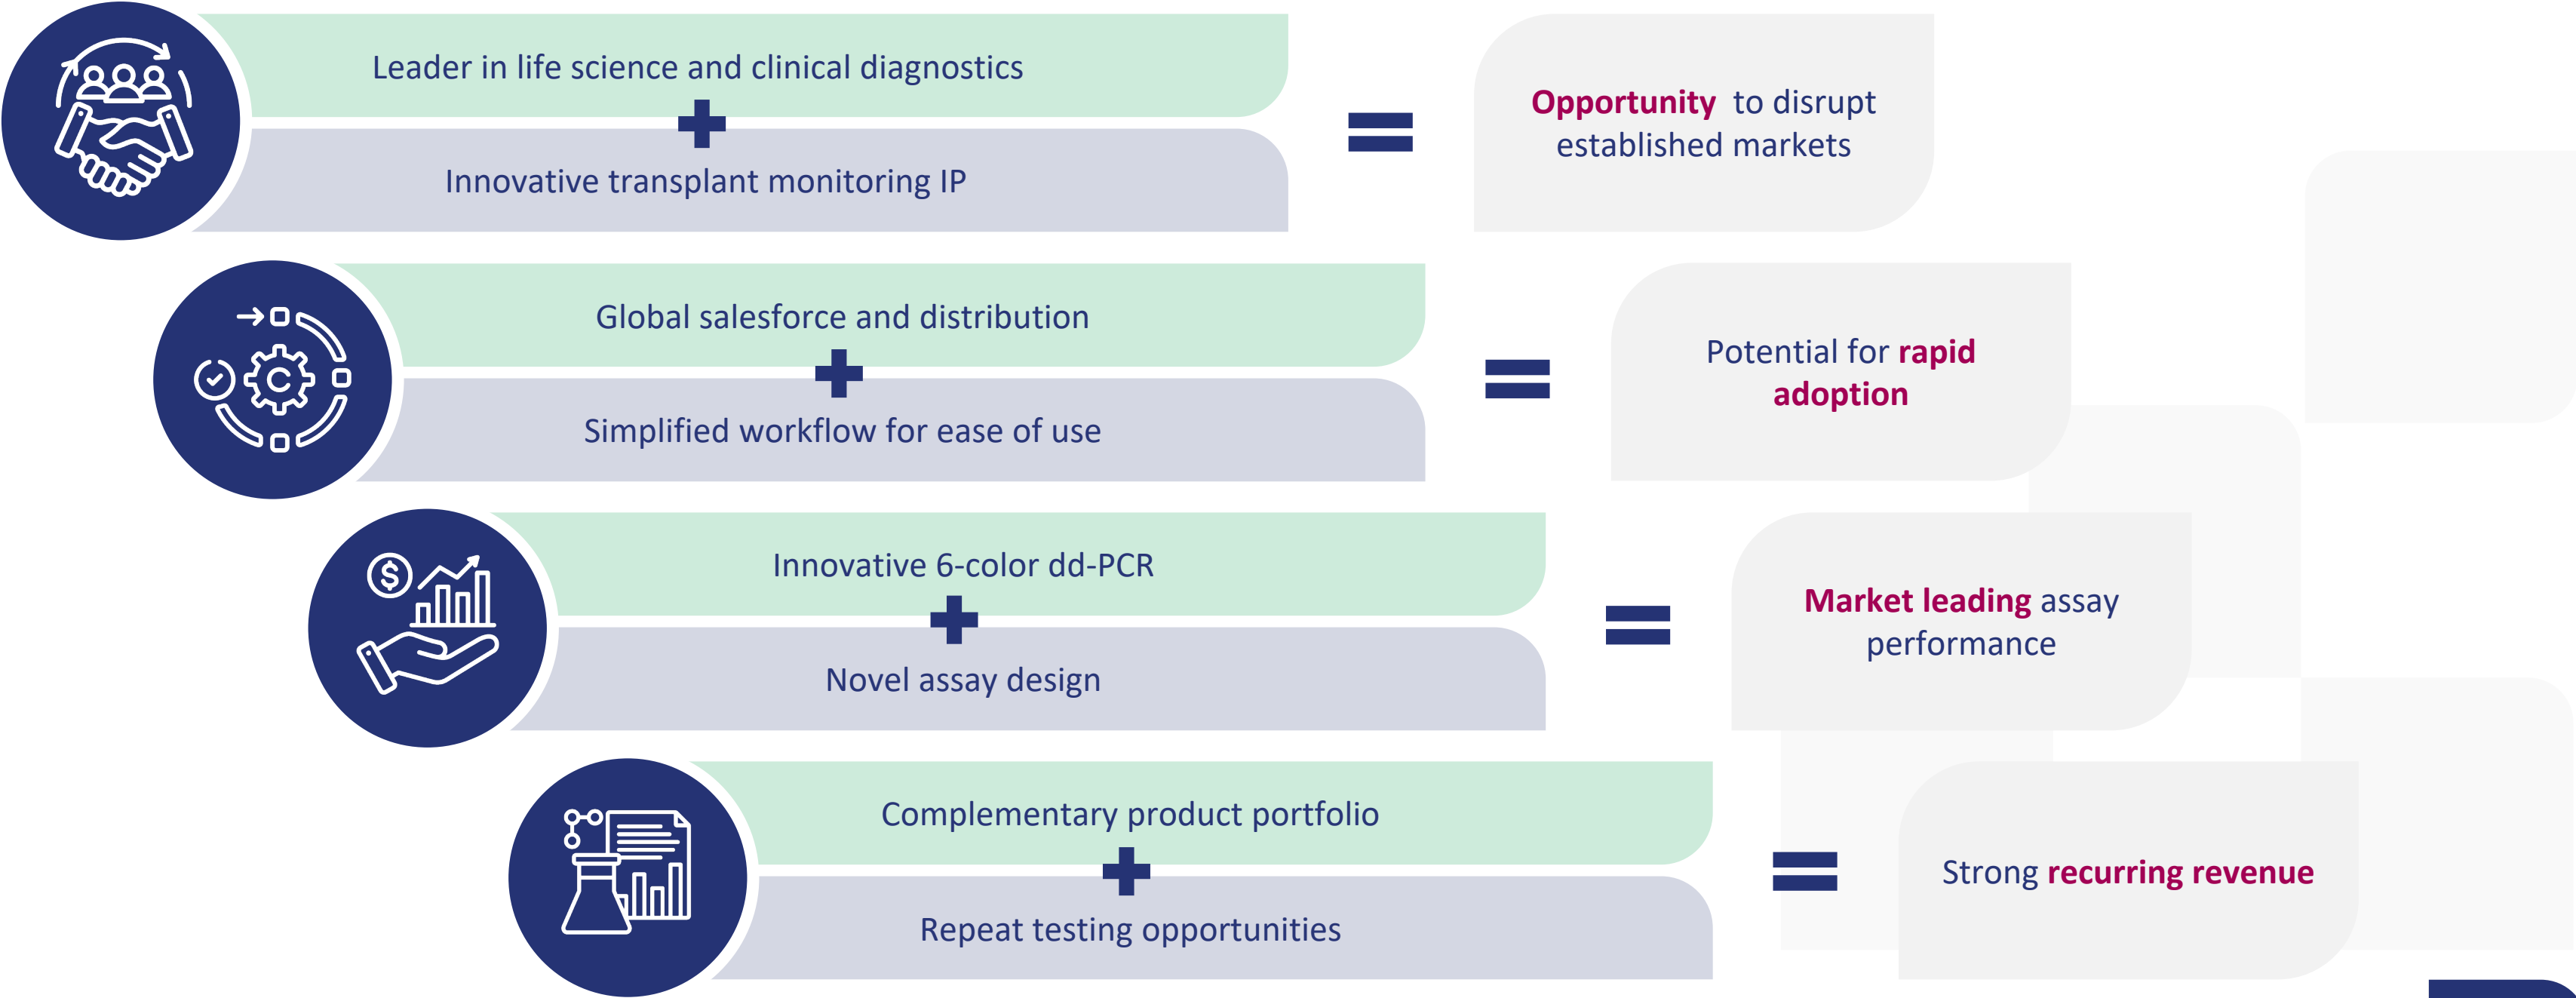 Leader in life science and clinical diagnostics
+
Innovative transplant monitoring IP
=
Opportunity to disrupt
established markets
Global salesforce and distribution
+
Simplified workflow for ease of use
=
Potential for rapid
adoption
Innovative 6-color dd-PCR
+
Novel assay design
=
Market leading assay
performance
Complementary product portfolio
+
Repeat testing opportunities
=
Strong recurring revenue